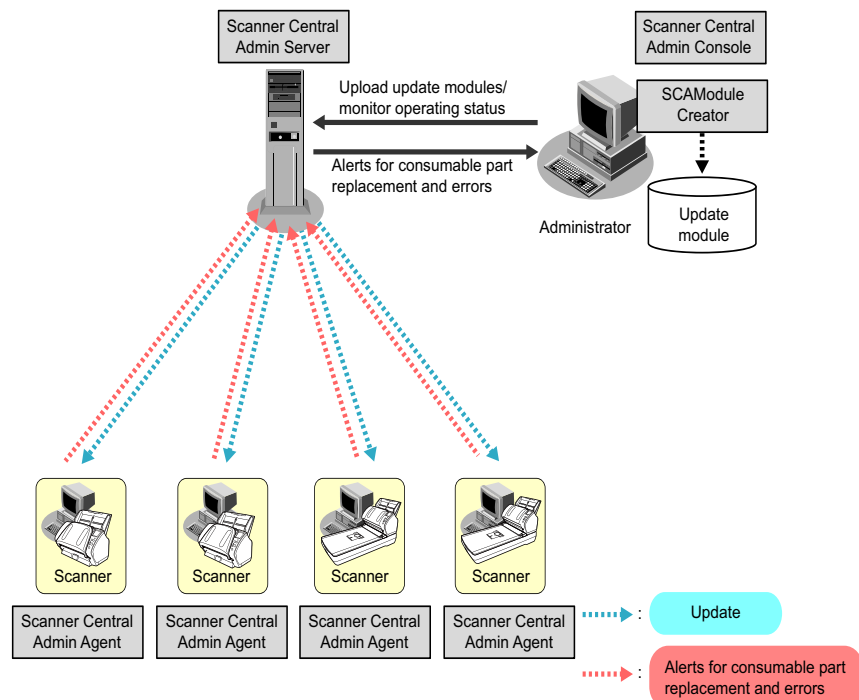 Scanner Central
Admin Server
Scanner Central
Admin Console
Upload update modules/
monitor operating status
SCAModule
Creator
Alerts for consumable part
replacement and errors
Administrator
Update
module
Scanner
Scanner
Scanner
Scanner
Scanner Central
Admin Agent
Scanner Central
Admin Agent
Scanner Central
Admin Agent
Scanner Central
Admin Agent
: Update
: Alerts for consumable part
replacement and errors